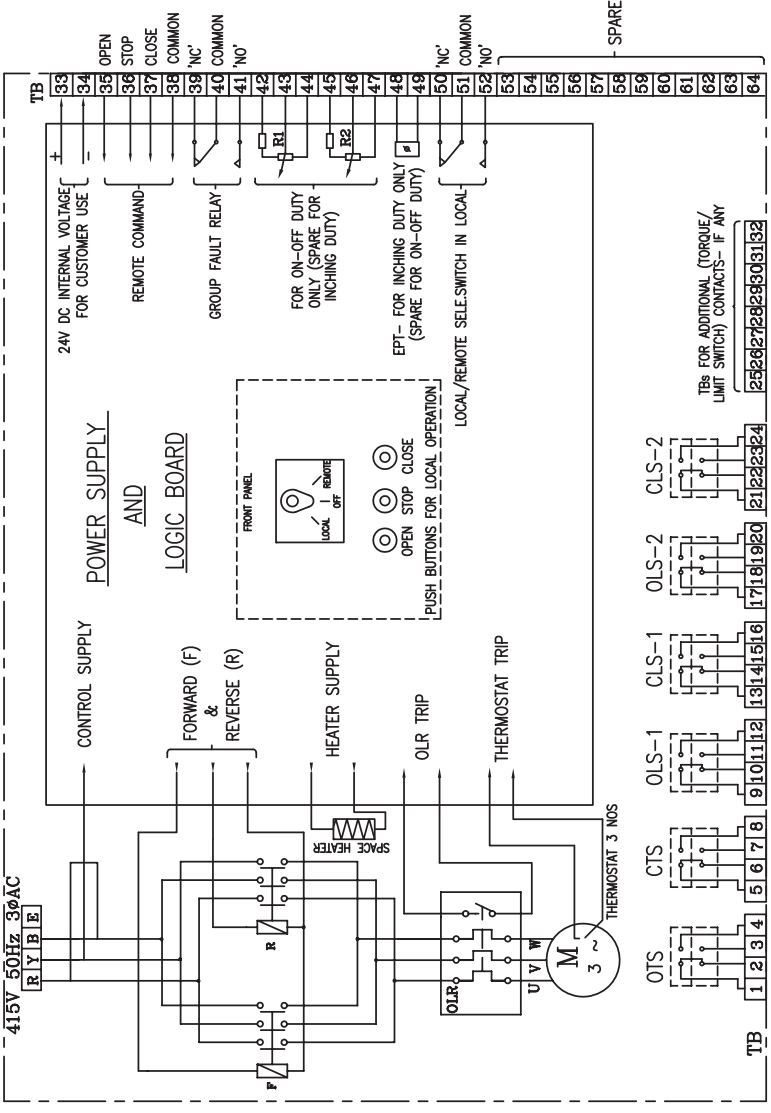 415V 50Hz 3øAC
R Y B E
CONTROL SUPPLY
POWER SUPPLY
AND
LOGIC BOARD
FORWARD (F)
&
REVERSE (R)
F
R
SPACE HEATER
HEATER SUPPLY
OLR
OLR TRIP
THERMOSTAT TRIP
U V W
M
3 ~
THERMOSTAT 3 NOS
FRONT PANEL
LOCAL
OFF
REMOTE
OPEN STOP CLOSE
PUSH BUTTONS FOR LOCAL OPERATION
24V DC INTERNAL VOLTAGE
FOR CUSTOMER USE
+
-
REMOTE COMMAND
GROUP FAULT RELAY
FOR ON-OFF DUTY
ONLY (SPARE FOR
INCHING DUTY)
R1
R2
EPT- FOR INCHING DUTY ONLY
(SPARE FOR ON-OFF DUTY)
ø
LOCAL/REMOTE SELE.SWITCH IN LOCAL
TB
33
34
35 OPEN
36 STOP
37 CLOSE
38 COMMON
39 'NC'
40 COMMON
41 'NO'
42
43
44
45
46
47
48
49
50 'NC'
51 COMMON
52 'NO'
53
54
55
56
57
58
59
60
61
62
63
64
SPARE
TBs FOR ADDITIONAL (TORQUE/
LIMIT SWITCH) CONTACTS- IF ANY
OTS
CTS
OLS-1
CLS-1
OLS-2
CLS-2
TB
1 2 3 4
5 6 7 8
9 10 11 12
13 14 15 16
17 18 19 20
21 22 23 24
25 26 27 28 29 30 31 32